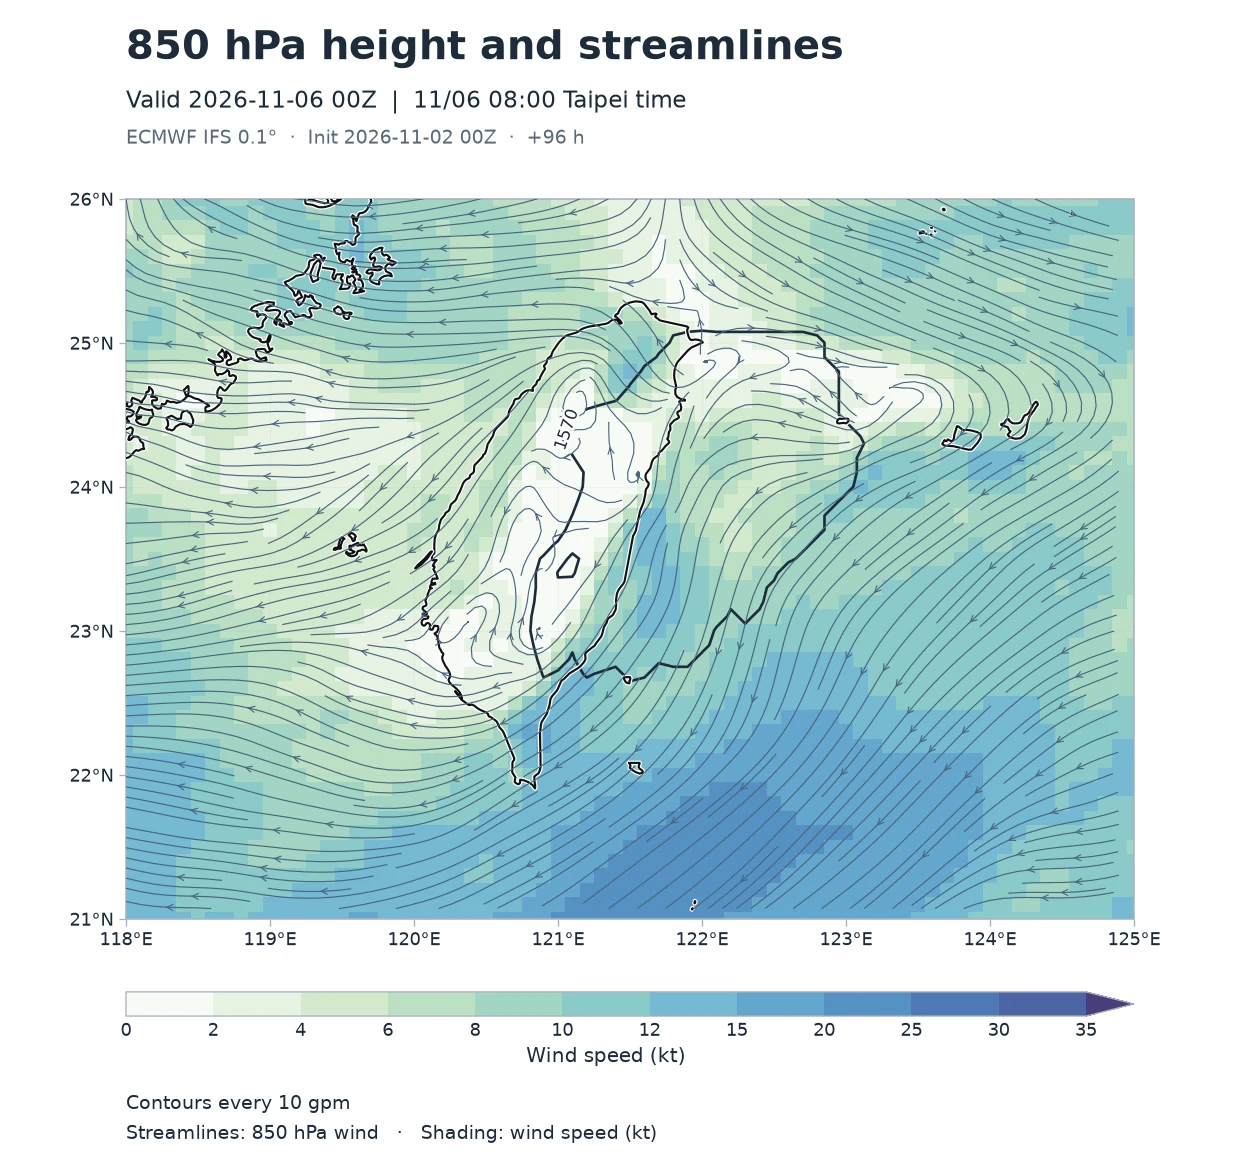 850 hPa height and streamlines
Valid 2026-11-06 00Z | 11/06 08:00 Taipei time
ECMWF IFS 0.1° · Init 2026-11-02 00Z · +96 h
26°N
25°N
24°N
23°N
22°N
21°N
1570
118°E 119°E 120°E 121°E 122°E 123°E 124°E 125°E
0 2 4 6 8 10 12 15 20 25 30 35
Wind speed (kt)
Contours every 10 gpm
Streamlines: 850 hPa wind · Shading: wind speed (kt)